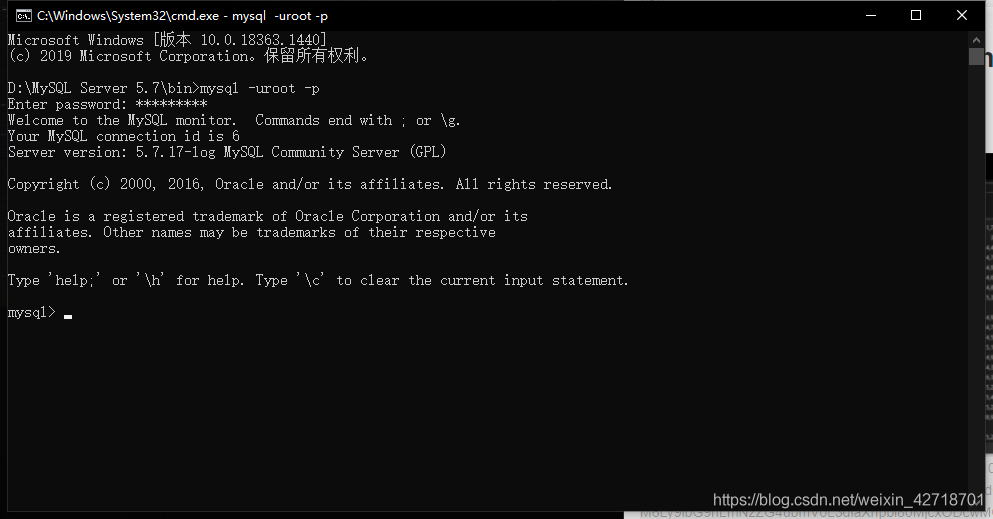 C:\Windows\System32\cmd.exe - mysql  -uroot -p
Microsoft Windows [版本 10.0.18363.1440]
(c) 2019 Microsoft Corporation。保留所有权利。
D:\MySQL Server 5.7\bin>mysql -uroot -p
Enter password: *********
Welcome to the MySQL monitor.  Commands end with ; or \g.
Your MySQL connection id is 6
Server version: 5.7.17-log MySQL Community Server (GPL)
Copyright (c) 2000, 2016, Oracle and/or its affiliates. All rights reserved.
Oracle is a registered trademark of Oracle Corporation and/or its
affiliates. Other names may be trademarks of their respective
owners.
Type 'help;' or '\h' for help. Type '\c' to clear the current input statement.
mysql>
https://blog.csdn.net/weixin_42718701